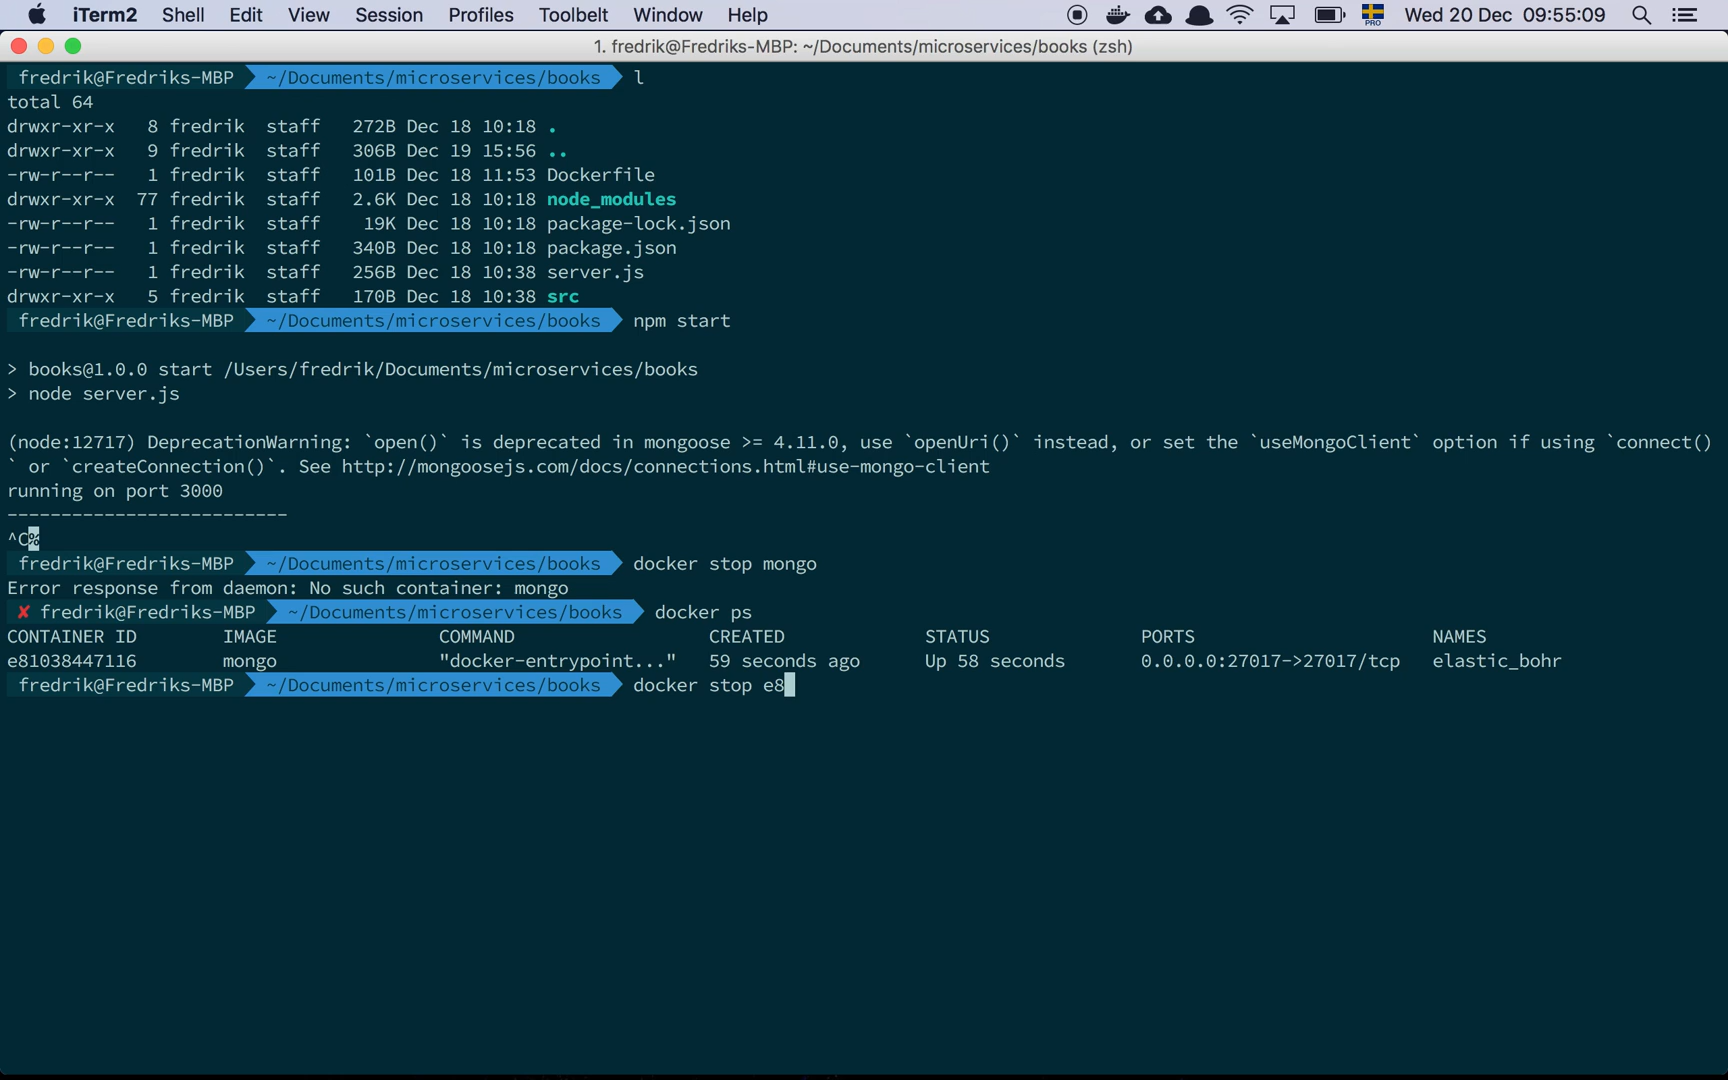 iTerm2 Shell Edit View Session Profiles Toolbelt Window Help PRO Wed 20 Dec 09:55:09
1. fredrik@Fredriks-MBP: ~/Documents/microservices/books (zsh)
fredrik@Fredriks-MBP ~/Documents/microservices/books l
total 64
drwxr-xr-x 8 fredrik staff 272B Dec 18 10:18 .
drwxr-xr-x 9 fredrik staff 306B Dec 19 15:56 ..
-rw-r--r-- 1 fredrik staff 101B Dec 18 11:53 Dockerfile
drwxr-xr-x 77 fredrik staff 2.6K Dec 18 10:18 node_modules
-rw-r--r-- 1 fredrik staff 19K Dec 18 10:18 package-lock.json
-rw-r--r-- 1 fredrik staff 340B Dec 18 10:18 package.json
-rw-r--r-- 1 fredrik staff 256B Dec 18 10:38 server.js
drwxr-xr-x 5 fredrik staff 170B Dec 18 10:38 src
fredrik@Fredriks-MBP ~/Documents/microservices/books npm start
> books@1.0.0 start /Users/fredrik/Documents/microservices/books
> node server.js
(node:12717) DeprecationWarning: `open()` is deprecated in mongoose >= 4.11.0, use `openUri()` instead, or set the `useMongoClient` option if using `connect()
` or `createConnection()`. See http://mongoosejs.com/docs/connections.html#use-mongo-client
running on port 3000
--------------------------
^C%
fredrik@Fredriks-MBP ~/Documents/microservices/books docker stop mongo
Error response from daemon: No such container: mongo
✘ fredrik@Fredriks-MBP ~/Documents/microservices/books docker ps
CONTAINER ID IMAGE COMMAND CREATED STATUS PORTS NAMES
e81038447116 mongo "docker-entrypoint..." 59 seconds ago Up 58 seconds 0.0.0.0:27017->27017/tcp elastic_bohr
fredrik@Fredriks-MBP ~/Documents/microservices/books docker stop e8